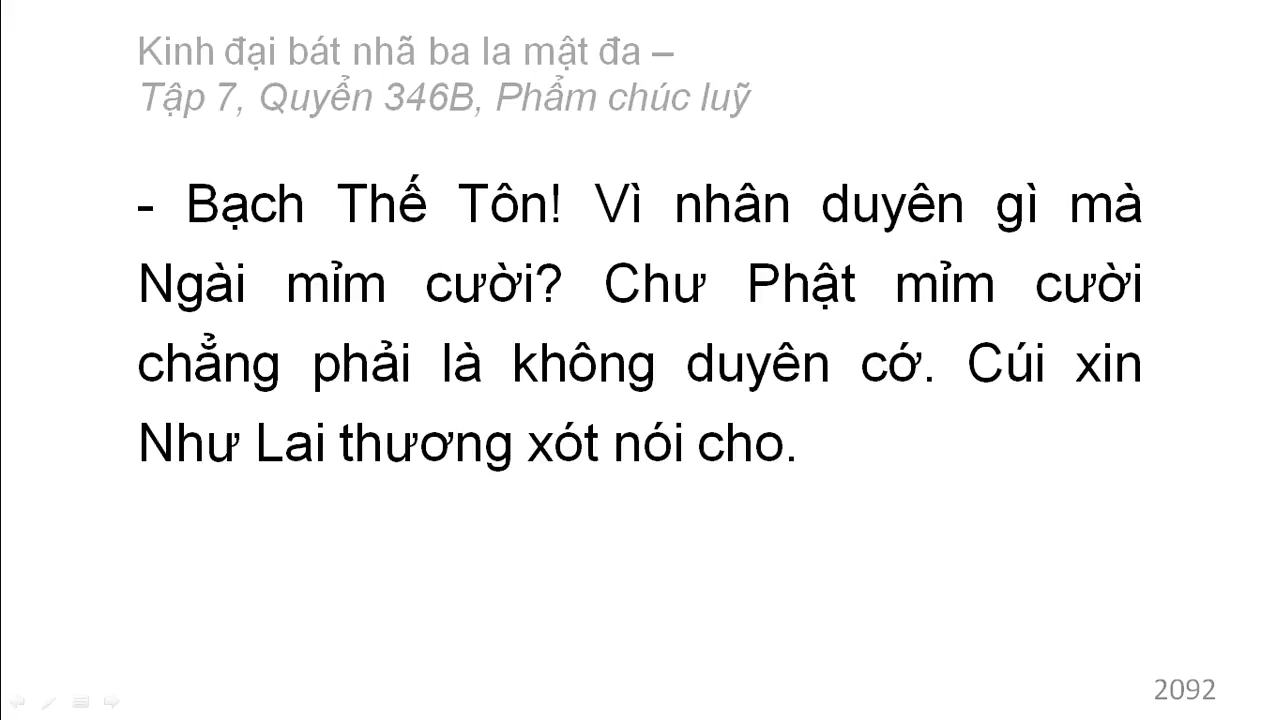 Kinh đại bát nhã ba la mật đa –
Tập 7, Quyển 346B, Phẩm chúc luỹ
- Bạch Thế Tôn! Vì nhân duyên gì mà
Ngài mỉm cười? Chư Phật mỉm cười
chẳng phải là không duyên cớ. Cúi xin
Như Lai thương xót nói cho.
2092